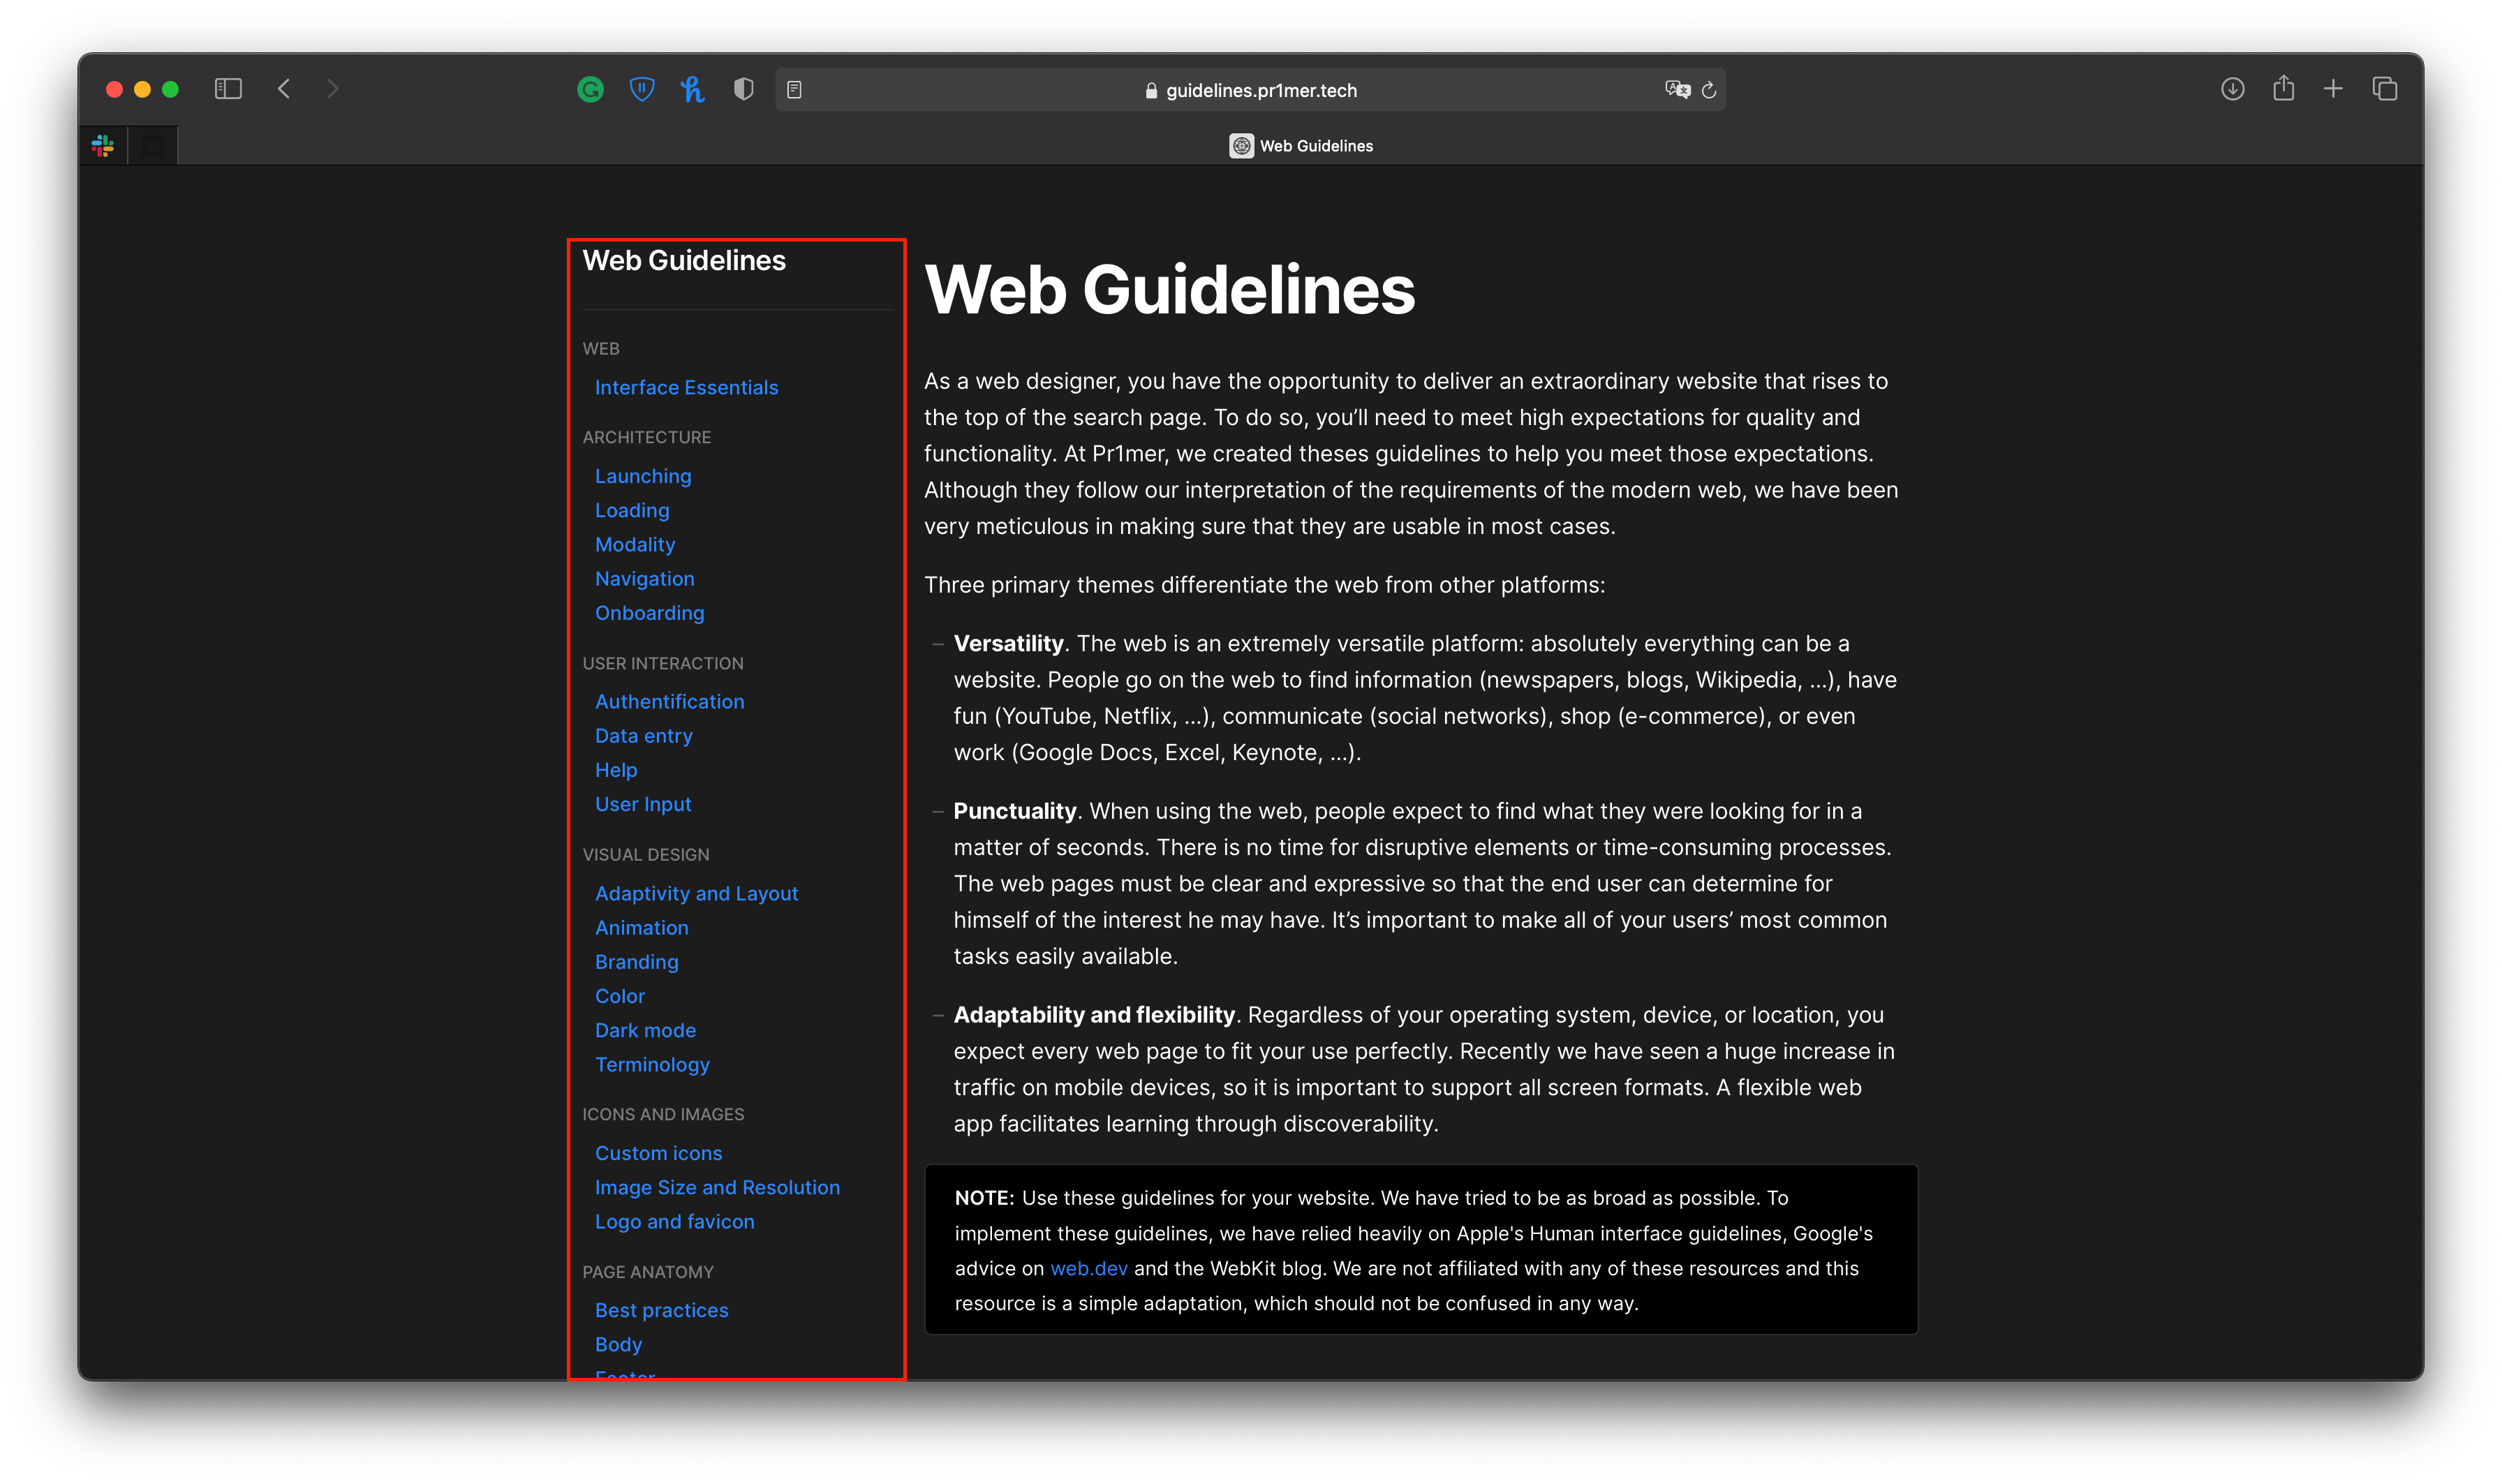 guidelines.pr1mer.tech
Web Guidelines
Web Guidelines
WEB
Interface Essentials
ARCHITECTURE
Launching
Loading
Modality
Navigation
Onboarding
USER INTERACTION
Authentification
Data entry
Help
User Input
VISUAL DESIGN
Adaptivity and Layout
Animation
Branding
Color
Dark mode
Terminology
ICONS AND IMAGES
Custom icons
Image Size and Resolution
Logo and favicon
PAGE ANATOMY
Best practices
Body
Footer
Web Guidelines
As a web designer, you have the opportunity to deliver an extraordinary website that rises to
the top of the search page. To do so, you’ll need to meet high expectations for quality and
functionality. At Pr1mer, we created theses guidelines to help you meet those expectations.
Although they follow our interpretation of the requirements of the modern web, we have been
very meticulous in making sure that they are usable in most cases.
Three primary themes differentiate the web from other platforms:
– Versatility. The web is an extremely versatile platform: absolutely everything can be a
website. People go on the web to find information (newspapers, blogs, Wikipedia, ...), have
fun (YouTube, Netflix, ...), communicate (social networks), shop (e-commerce), or even
work (Google Docs, Excel, Keynote, ...).
– Punctuality. When using the web, people expect to find what they were looking for in a
matter of seconds. There is no time for disruptive elements or time-consuming processes.
The web pages must be clear and expressive so that the end user can determine for
himself of the interest he may have. It’s important to make all of your users’ most common
tasks easily available.
– Adaptability and flexibility. Regardless of your operating system, device, or location, you
expect every web page to fit your use perfectly. Recently we have seen a huge increase in
traffic on mobile devices, so it is important to support all screen formats. A flexible web
app facilitates learning through discoverability.
NOTE: Use these guidelines for your website. We have tried to be as broad as possible. To
implement these guidelines, we have relied heavily on Apple's Human interface guidelines, Google's
advice on web.dev and the WebKit blog. We are not affiliated with any of these resources and this
resource is a simple adaptation, which should not be confused in any way.